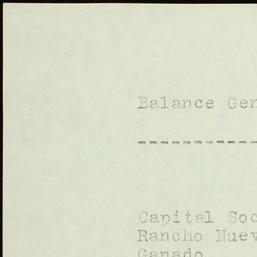 Balance Gen
--------------
Capital Soc
Rancho Nuev
Ganado